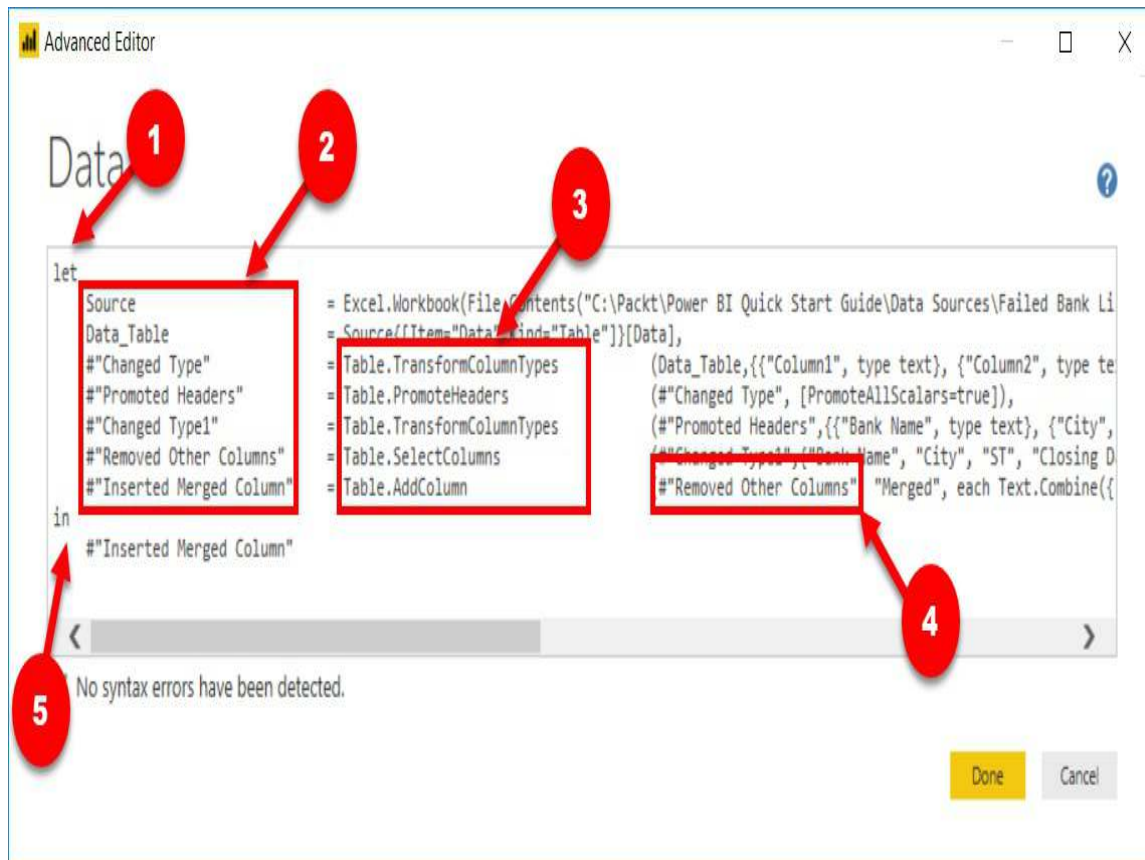 Advanced Editor
1
2
Data
3
?
let
Source = Excel.Workbook(File.Contents("C:\Packt\Power BI Quick Start Guide\Data Sources\Failed Bank Li
Data_Table = Source{[Item="Data",Kind="Table"]}[Data],
#"Changed Type" = Table.TransformColumnTypes (Data_Table,{{"Column1", type text}, {"Column2", type te
#"Promoted Headers" = Table.PromoteHeaders (#"Changed Type", [PromoteAllScalars=true]),
#"Changed Type1" = Table.TransformColumnTypes (#"Promoted Headers",{{"Bank Name", type text}, {"City",
#"Removed Other Columns" = Table.SelectColumns (#"Changed Type1",{"Bank Name", "City", "ST", "Closing D
#"Inserted Merged Column" = Table.AddColumn (#"Removed Other Columns" "Merged", each Text.Combine({
in
#"Inserted Merged Column"
4
5
No syntax errors have been detected.
Done Cancel